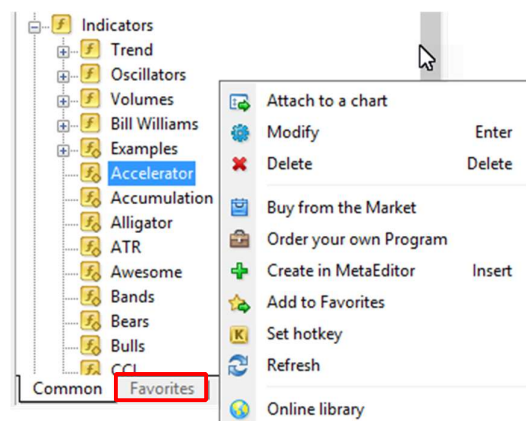 Indicators
Trend
Oscillators
Volumes
Bill Williams
Examples
Accelerator
Accumulation
Alligator
ATR
Awesome
Bands
Bears
Bulls
CCI
Common Favorites
Attach to a chart
Modify Enter
Delete Delete
Buy from the Market
Order your own Program
Create in MetaEditor Insert
Add to Favorites
Set hotkey
Refresh
Online library